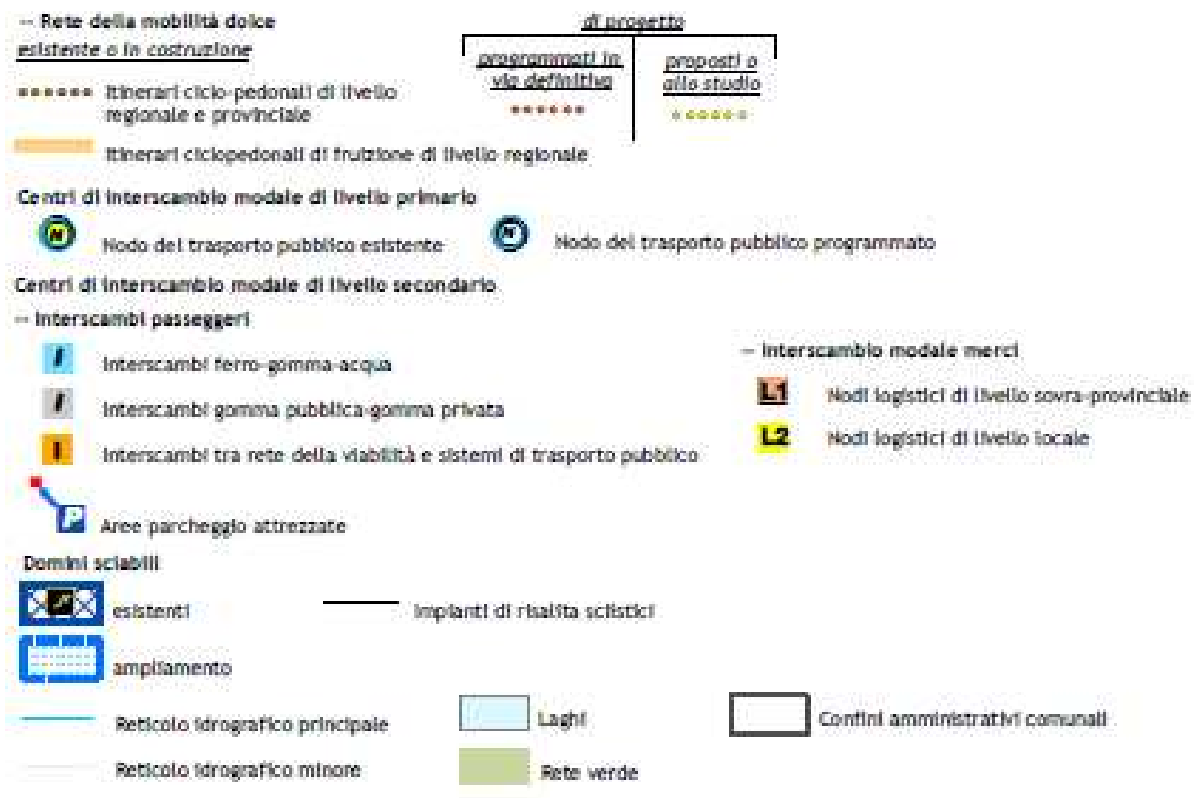 -- Rete della mobilità dolce
di progetto
esistente o in costruzione
programmati in
via definitiva
proposti o
allo studio
Itinerari ciclo-pedonali di livello
regionale e provinciale
Itinerari ciclopedonali di fruizione di livello regionale
Centri di interscambio modale di livello primario
N Nodo del trasporto pubblico esistente
N Nodo del trasporto pubblico programmato
Centri di interscambio modale di livello secondario
-- Interscambi passeggeri
I Interscambi ferro-gomma-acqua
I Interscambi gomma pubblica-gomma privata
I Interscambi tra rete della viabilità e sistemi di trasporto pubblico
-- Interscambio modale merci
L1 Nodi logistici di livello sovra-provinciale
L2 Nodi logistici di livello locale
P Aree parcheggio attrezzate
Domini sciabili
esistenti
Impianti di risalita sciistici
ampliamento
Reticolo idrografico principale
Laghi
Confini amministrativi comunali
Reticolo idrografico minore
Rete verde